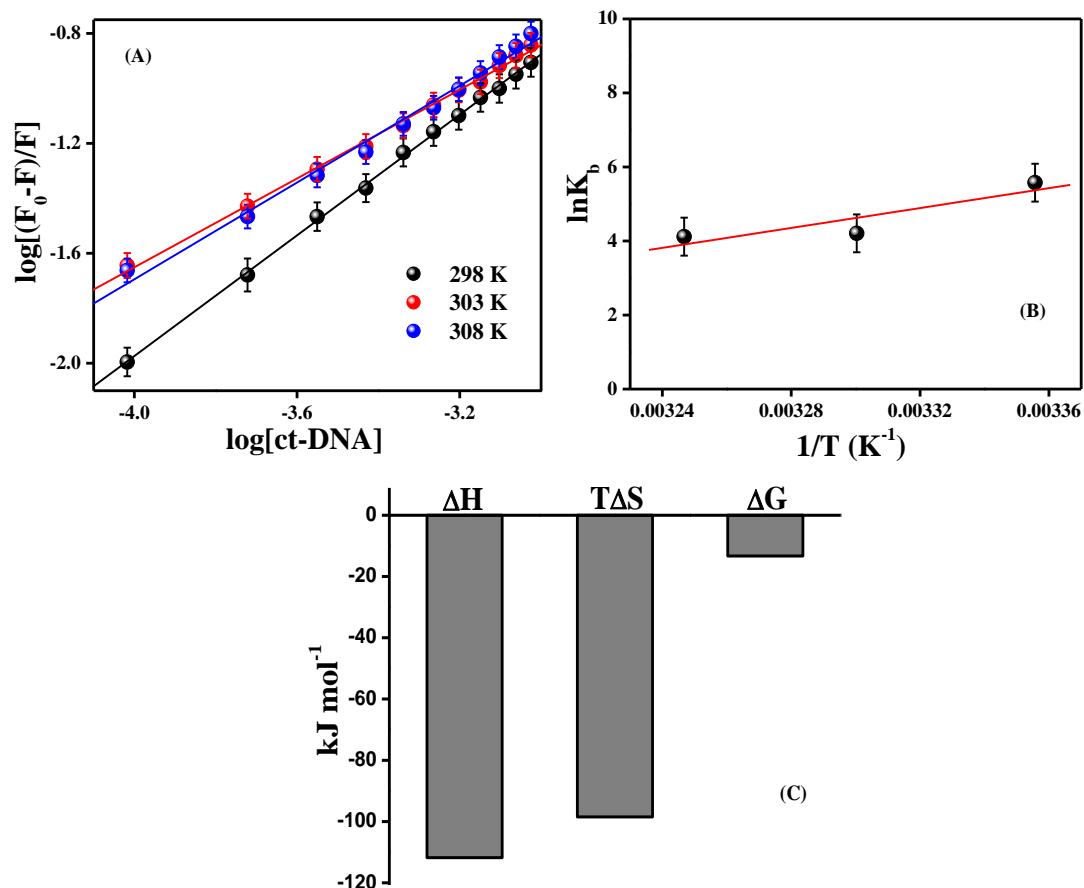 (A)
log[(F₀-F)/F]
-0.8
-1.2
-1.6
-2.0
298 K
303 K
308 K
-4.0 -3.6 -3.2
log[ct-DNA]
10
8
6
4
2
0
lnK_b
(B)
0.00324 0.00328 0.00332 0.00336
1/T (K⁻¹)
ΔH TΔS ΔG
0
-20
-40
-60
-80
-100
-120
kJ mol⁻¹
(C)